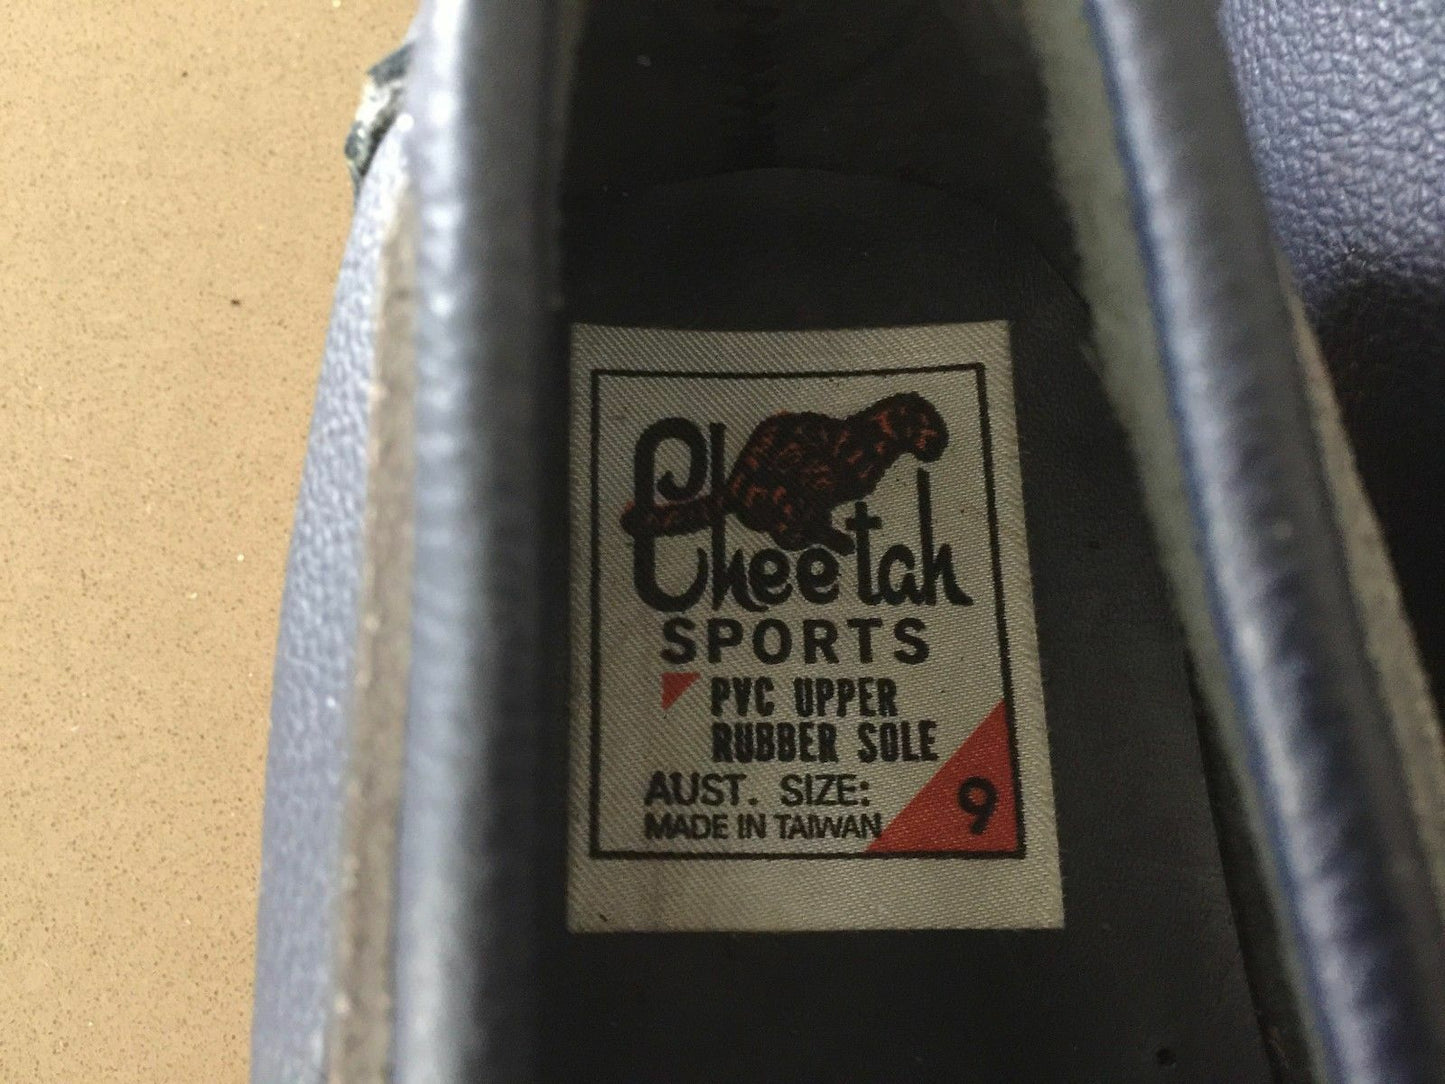 Cheetah
SPORTS
PVC UPPER
RUBBER SOLE
AUST. SIZE: 9
MADE IN TAIWAN